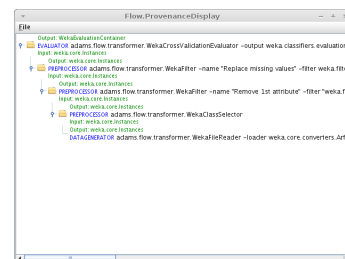 Flow.ProvenanceDisplay
File
Output: WekaEvaluationContainer
EVALUATOR adams.flow.transformer.WekaCrossValidationEvaluator -output weka.classifiers.evaluation
Input: weka.core.Instances
Output: weka.core.Instances
PREPROCESSOR adams.flow.transformer.WekaFilter -name "Replace missing values" -filter weka.filte
Input: weka.core.Instances
Output: weka.core.Instances
PREPROCESSOR adams.flow.transformer.WekaFilter -name "Remove 1st attribute" -filter "weka.f
Input: weka.core.Instances
Output: weka.core.Instances
PREPROCESSOR adams.flow.transformer.WekaClassSelector
Input: weka.core.Instances
Output: weka.core.Instances
DATAGENERATOR adams.flow.transformer.WekaFileReader -loader weka.core.converters.Arf